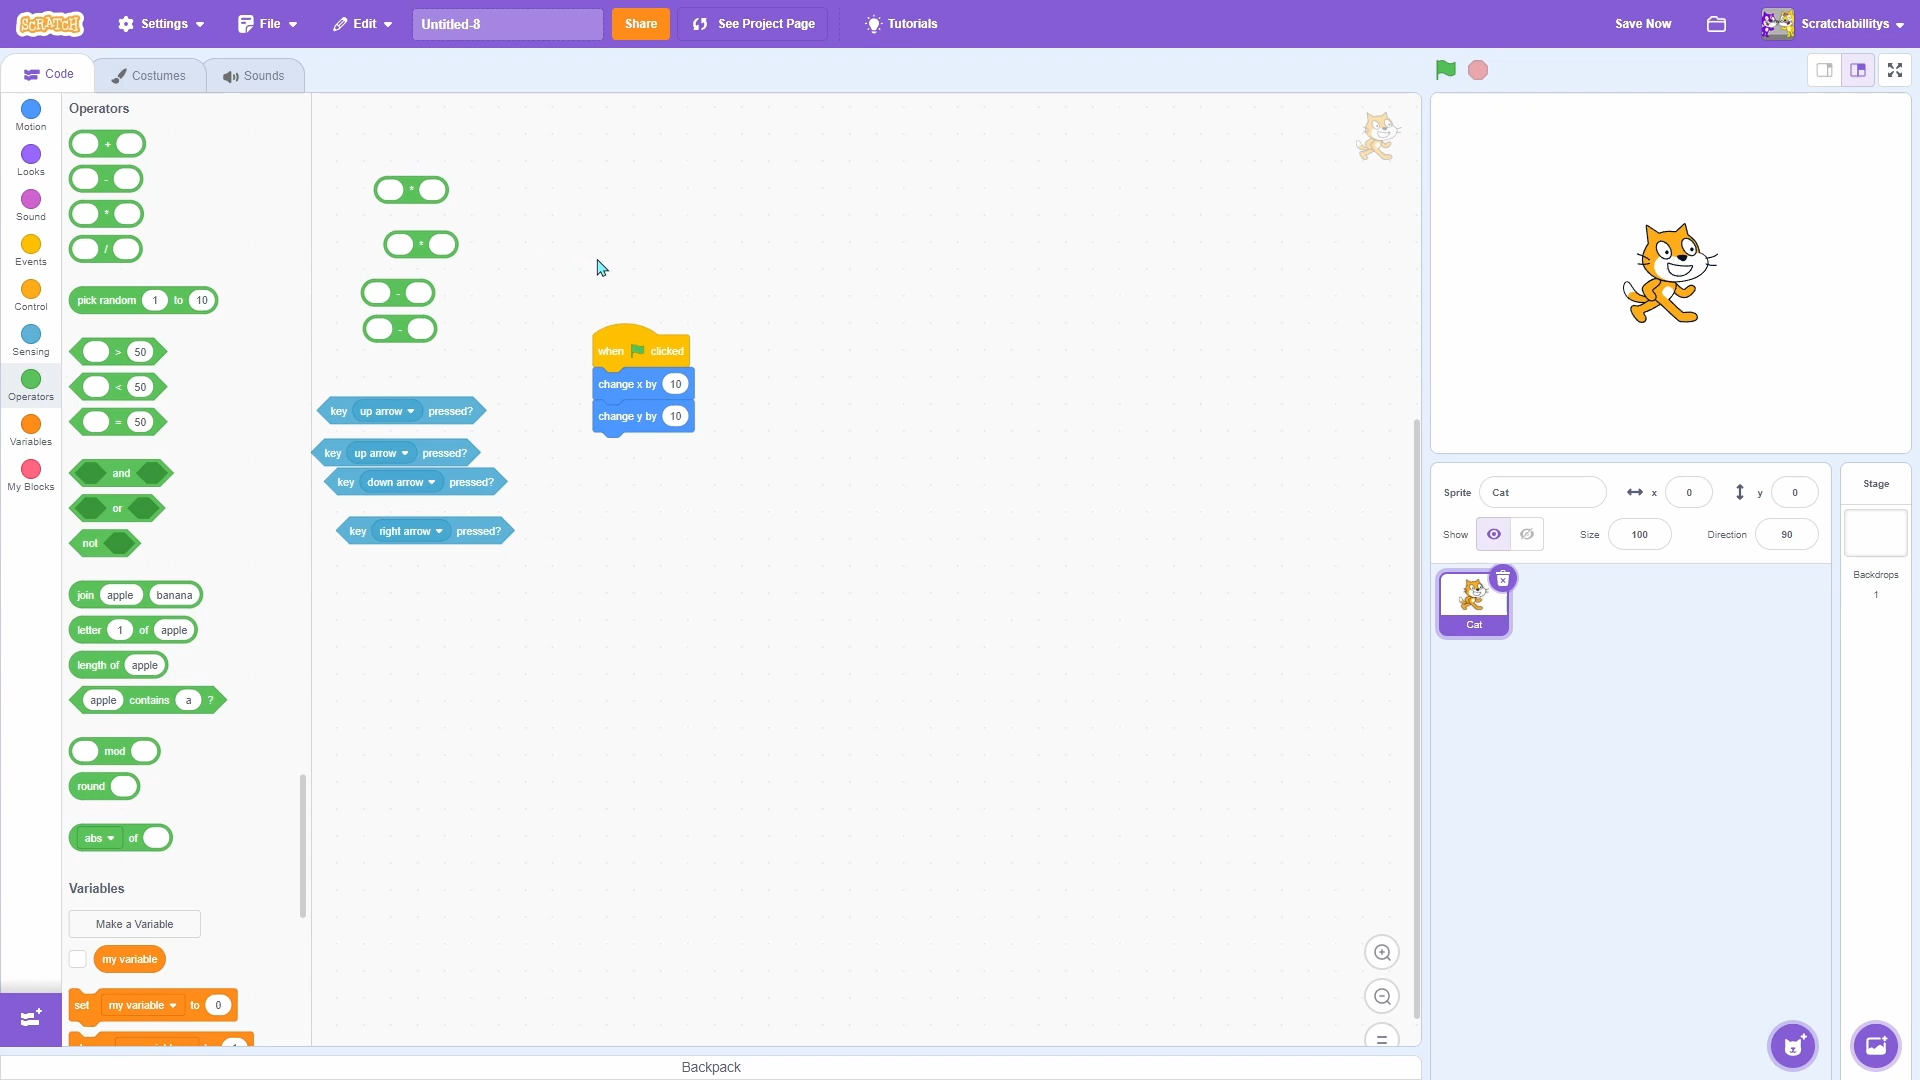 SCRATCH Settings File Edit Untitled-8 Share See Project Page Tutorials Save Now Scratchabillitys
Code Costumes Sounds
Motion
Looks
Sound
Events
Control
Sensing
Operators
Variables
My Blocks
Operators
+
-
*
/
pick random 1 to 10
> 50
< 50
= 50
and
or
not
join apple banana
letter 1 of apple
length of apple
apple contains a ?
mod
round
abs of
Variables
Make a Variable
my variable
set my variable to 0
*
*
-
-
key up arrow pressed?
key up arrow pressed?
key down arrow pressed?
key right arrow pressed?
when clicked
change x by 10
change y by 10
Sprite Cat x 0 y 0
Show Size 100 Direction 90
Cat
Stage
Backdrops
1
Backpack